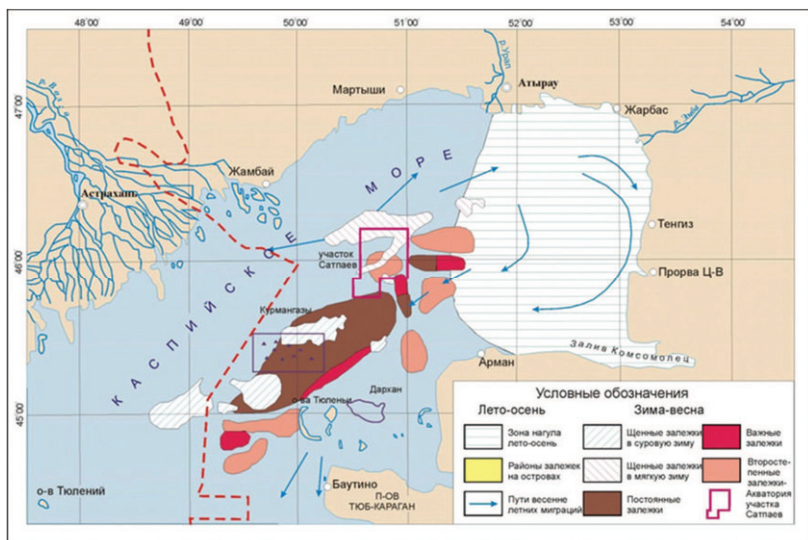 48°00'
49°00'
50°00'
51°00'
52°00'
53°00'
54°00'
47°00'
46°00'
45°00'
р. Волга
р. Урал
Атырау
Мартыши
Жарбас
р. Эмба
Жамбай
Астрахань
КАСПИЙСКОЕ МОРЕ
Тенгиз
участок
Сатпаев
Прорва Ц-В
Курмангазы
Залив Комсомолец
Арман
Дархан
о-ва Тюленьи
о-в Тюлений
Баутино
П-ОВ
ТЮБ-КАРАГАН
Условные обозначения
Лето-осень
Зима-весна
Зона нагула
лето-осень
Щенные залежки
в суровую зиму
Важные
залежки
Районы залежек
на островах
Щенные залежки
в мягкую зиму
Второсте-
пенные
залежки-
Пути весенне
летних миграций
Постоянные
залежки
Акватория
участка
Сатпаев